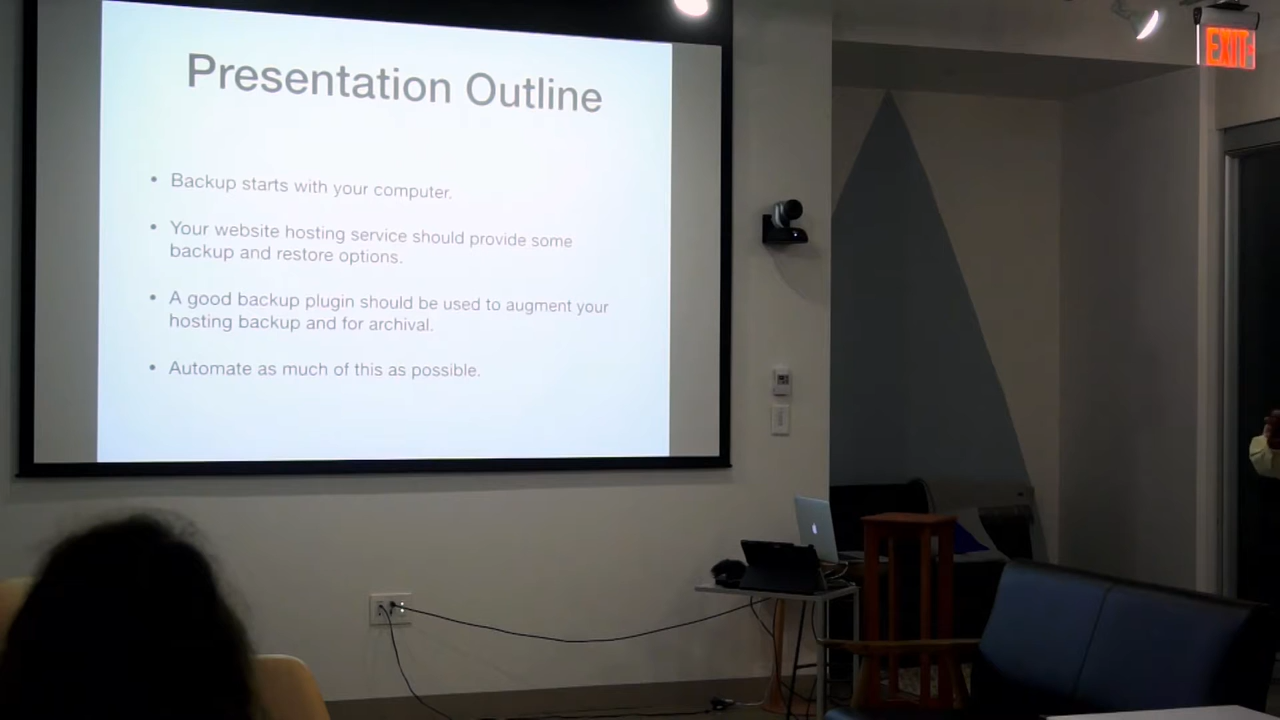 Presentation Outline
• Backup starts with your computer.
• Your website hosting service should provide some
backup and restore options.
• A good backup plugin should be used to augment your
hosting backup and for archival.
• Automate as much of this as possible.
EXIT